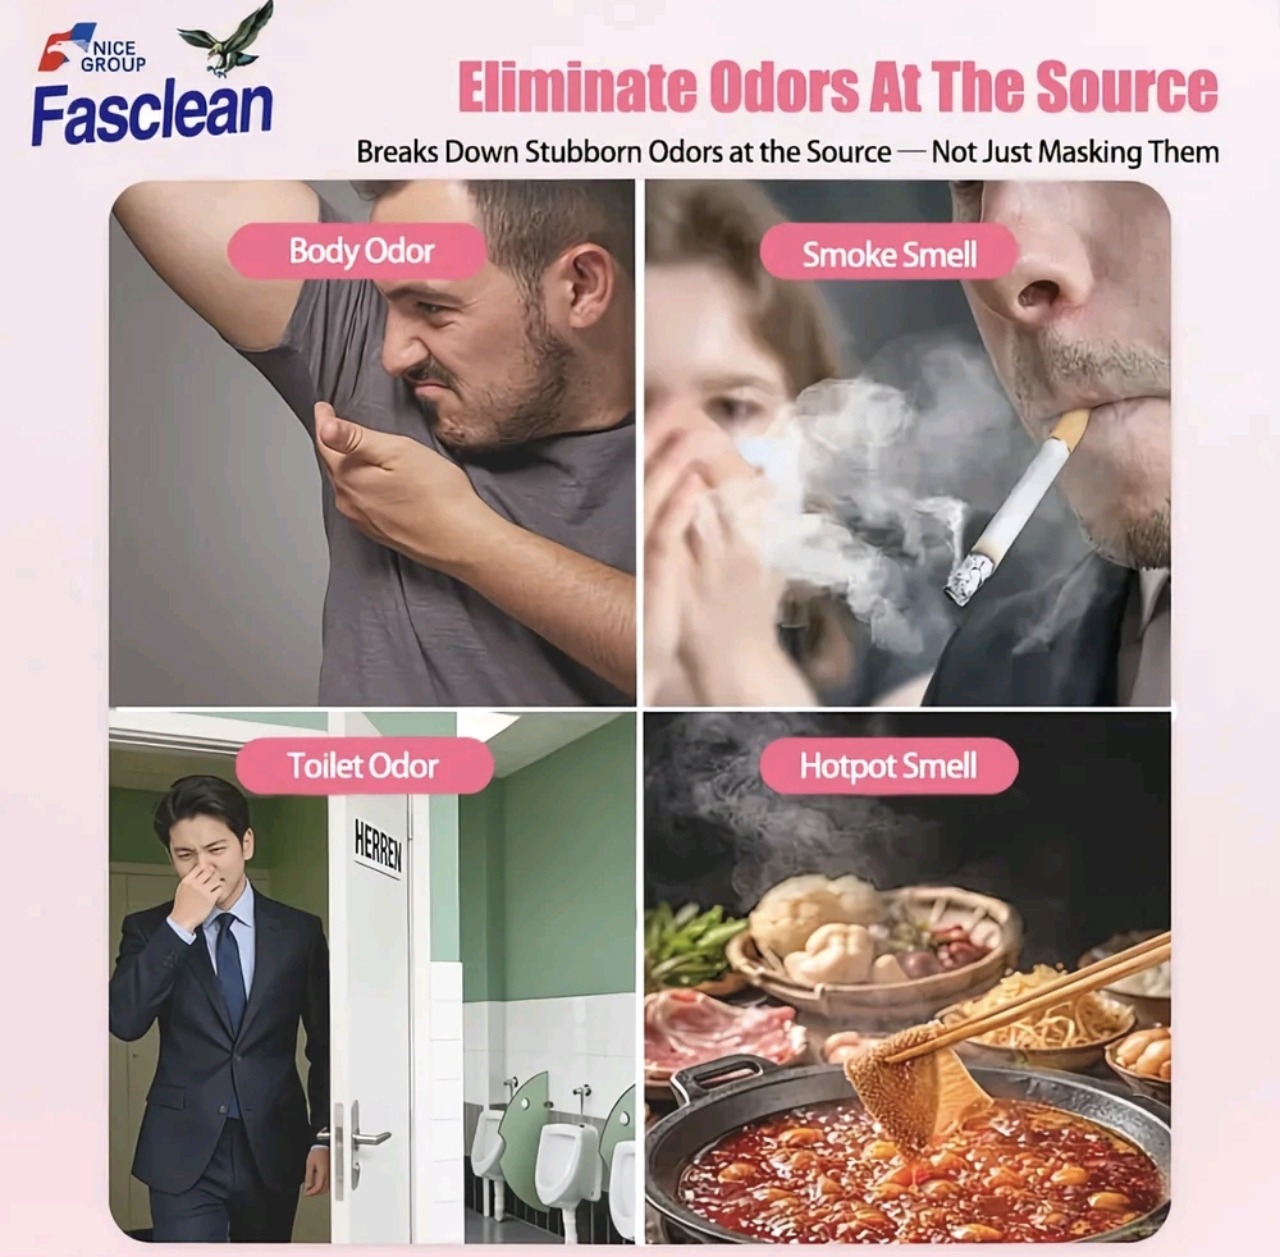 NICE
GROUP
Fasclean
Eliminate Odors At The Source
Breaks Down Stubborn Odors at the Source — Not Just Masking Them
Body Odor
Smoke Smell
Toilet Odor
Hotpot Smell
HERREN